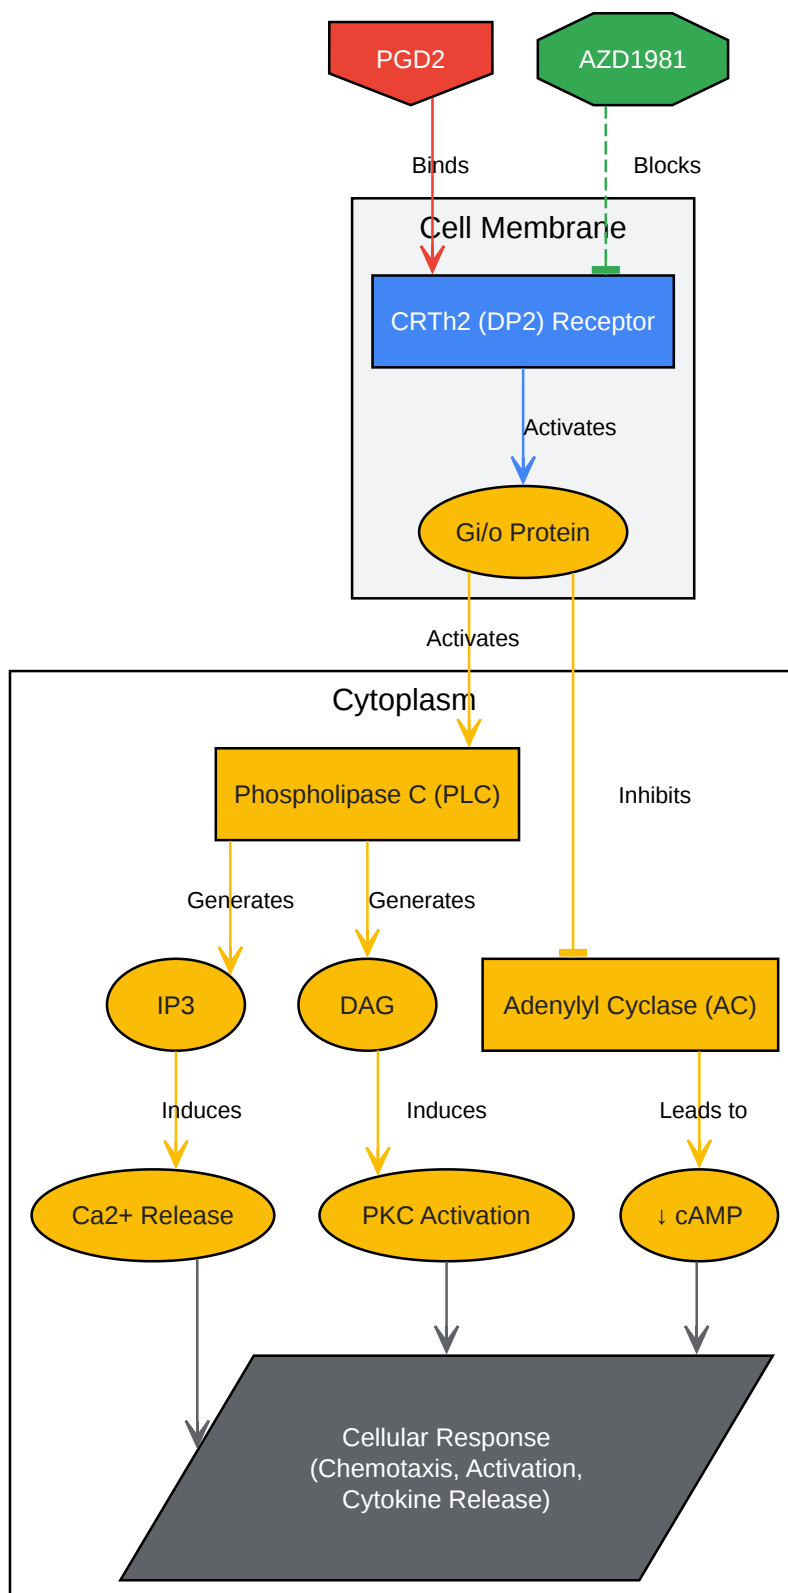 PGD2
AZD1981
Binds
Blocks
Cell Membrane
CRTh2 (DP2) Receptor
Activates
Gi/o Protein
Activates
Cytoplasm
Phospholipase C (PLC)
Inhibits
Generates
Generates
IP3
DAG
Adenylyl Cyclase (AC)
Induces
Induces
Leads to
Ca2+ Release
PKC Activation
↓ cAMP
Cellular Response
(Chemotaxis, Activation,
Cytokine Release)